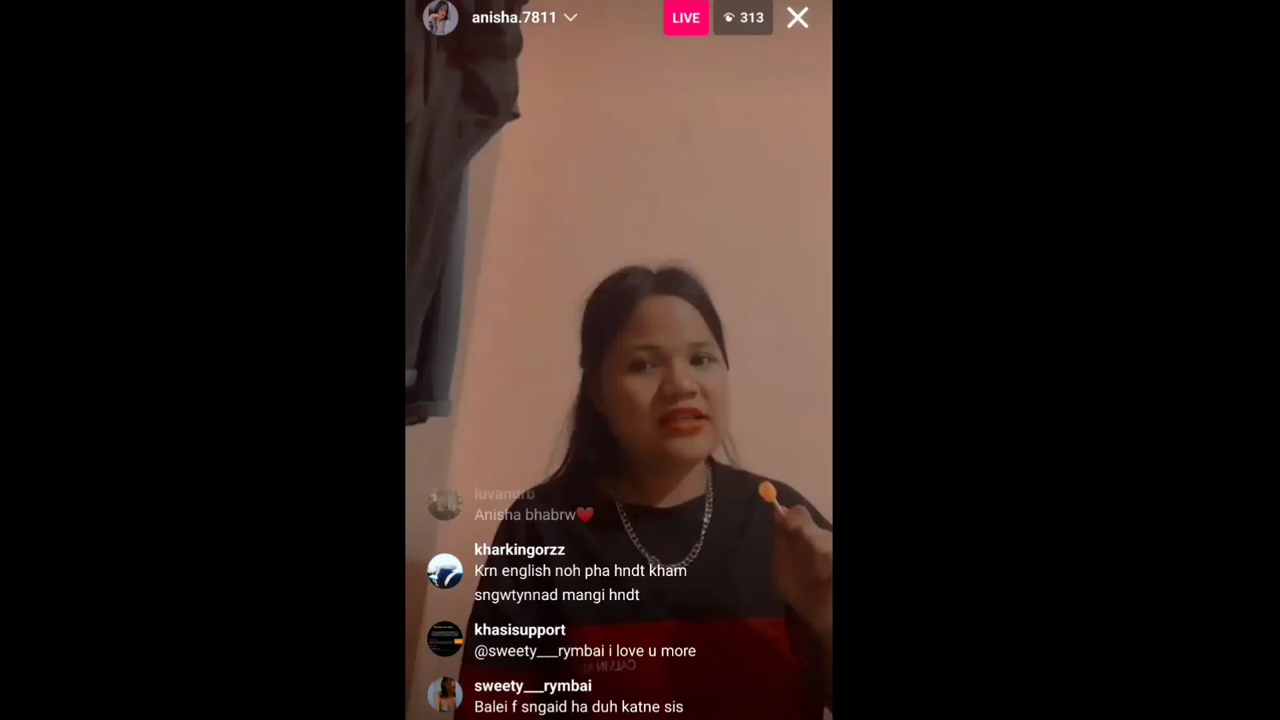 anisha.7811
LIVE
313
luvandrb
Anisha bhabrw❤️
kharkingorzz
Krn english noh pha hndt kham
sngwtynnad mangi hndt
khasisupport
@sweety___rymbai i love u more
sweety___rymbai
Balei f sngaid ha duh katne sis